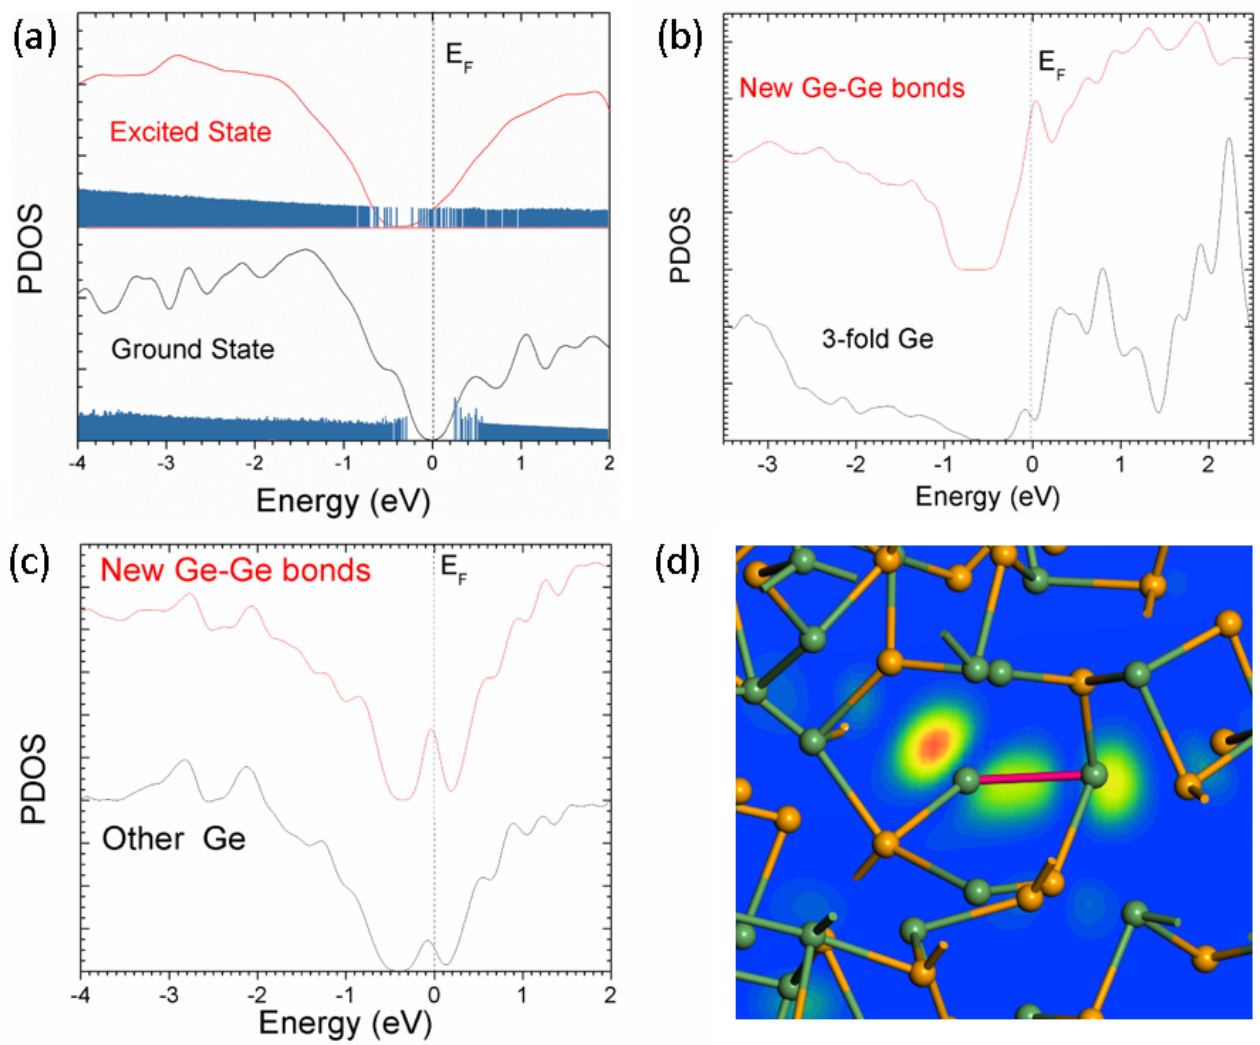 (a)
E_F
Excited State
PDOS
Ground State
-4 -3 -2 -1 0 1 2
Energy (eV)
(b)
E_F
New Ge-Ge bonds
PDOS
3-fold Ge
-3 -2 -1 0 1 2
Energy (eV)
(c)
New Ge-Ge bonds
E_F
PDOS
Other Ge
-4 -3 -2 -1 0 1 2
Energy (eV)
(d)